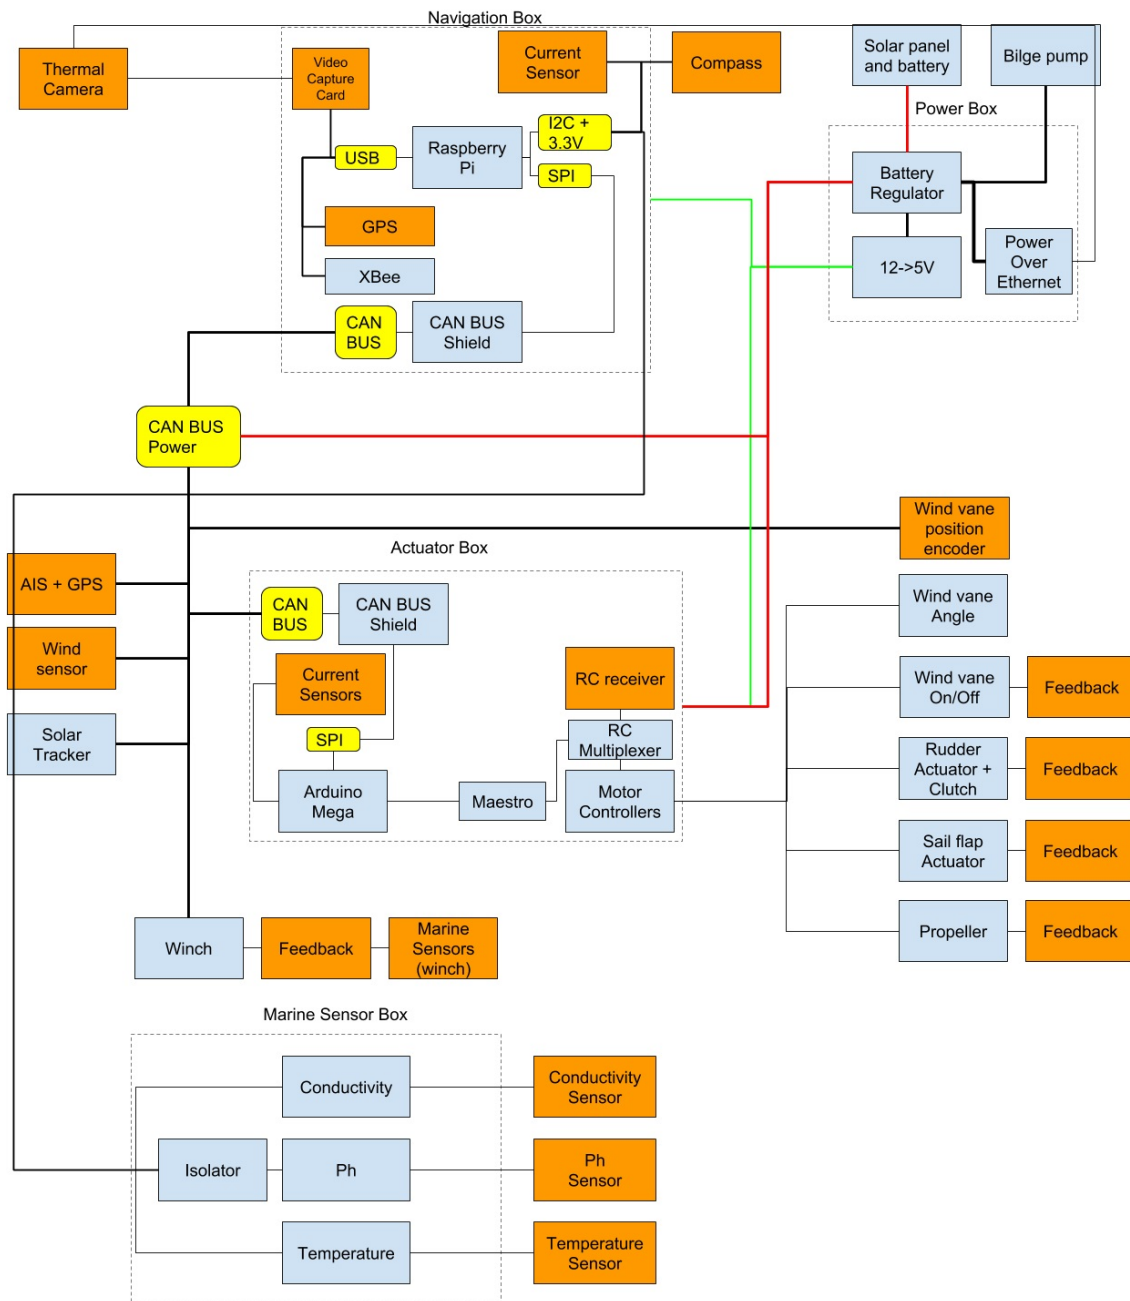 Navigation Box
Thermal
Camera
Video
Capture
Card
Current
Sensor
Compass
Solar panel
and battery
Bilge pump
Power Box
I2C +
3.3V
USB
Raspberry
Pi
SPI
Battery
Regulator
GPS
XBee
12->5V
Power
Over
Ethernet
CAN
BUS
CAN BUS
Shield
CAN BUS
Power
Actuator Box
Wind vane
position
encoder
AIS + GPS
CAN
BUS
CAN BUS
Shield
Wind vane
Angle
Wind
sensor
Current
Sensors
RC receiver
Wind vane
On/Off
Feedback
Solar
Tracker
SPI
RC
Multiplexer
Rudder
Actuator +
Clutch
Feedback
Arduino
Mega
Maestro
Motor
Controllers
Sail flap
Actuator
Feedback
Winch
Feedback
Marine
Sensors
(winch)
Propeller
Feedback
Marine Sensor Box
Conductivity
Conductivity
Sensor
Isolator
Ph
Ph
Sensor
Temperature
Temperature
Sensor